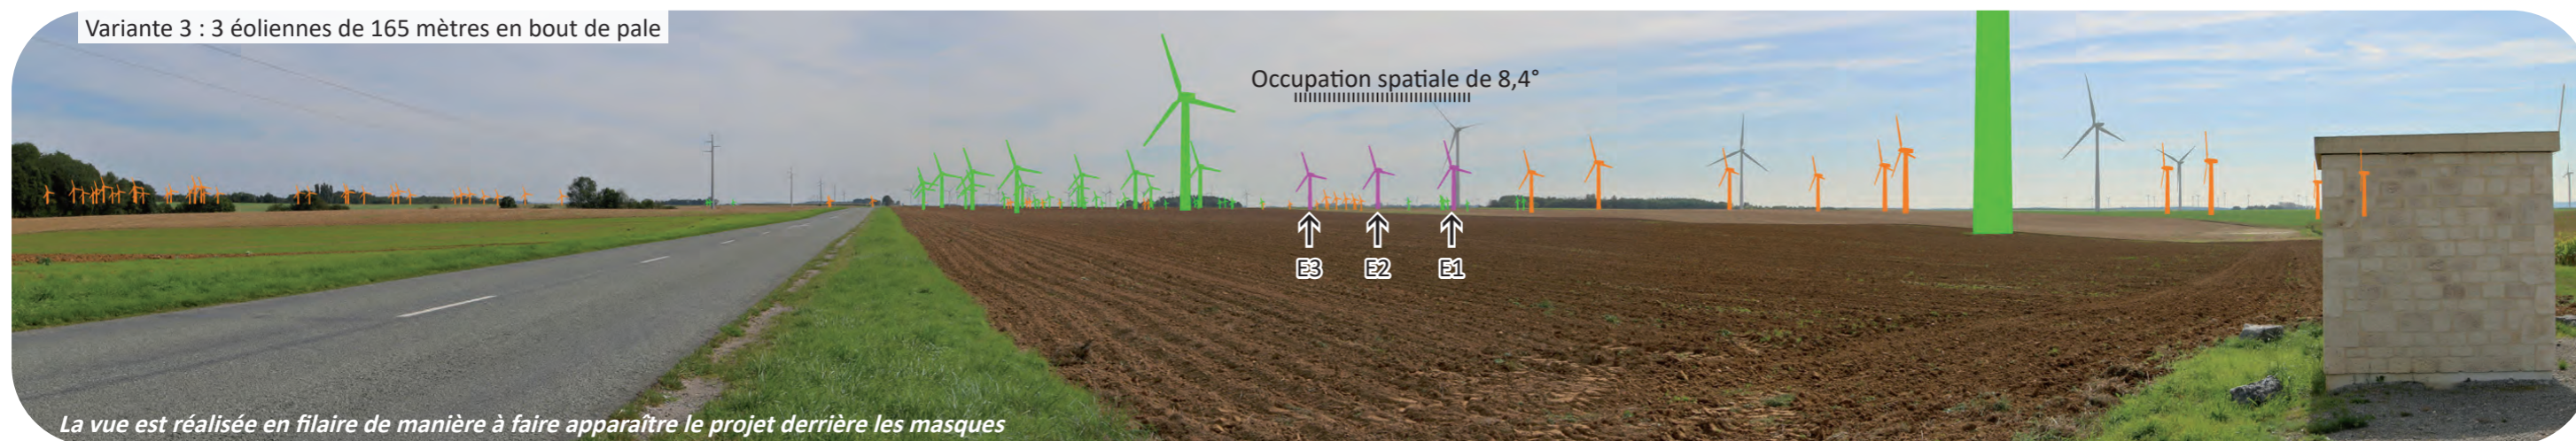 Variante 3 : 3 éoliennes de 165 mètres en bout de pale
Occupation spatiale de 8,4°
E3
E2
E1
La vue est réalisée en filaire de manière à faire apparaître le projet derrière les masques